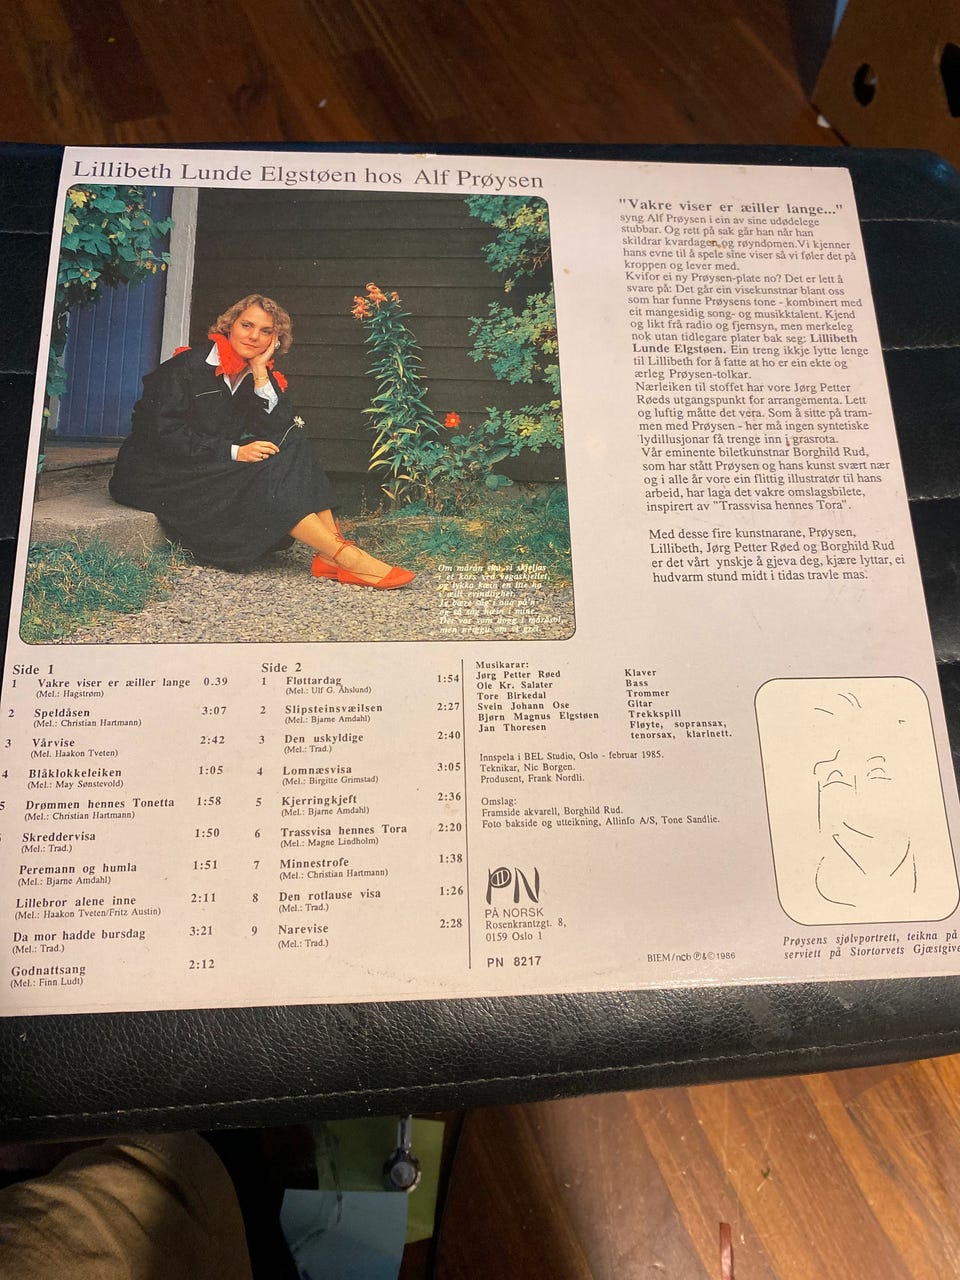 Lillibeth Lunde Elgstøen hos Alf Prøysen
"Vakre viser er æiller lange..."
syng Alf Prøysen i ein av sine udødelege
stubbar. Og rett på sak går han når han
skildrar kvardagen og røyndomen. Vi kjenner
hans evne til å spele sine viser så vi føler det på
kroppen og lever med.
Kvifor ei ny Prøysen-plate no? Det er lett å
svare på: Det går ein visekunstnar blant oss
som har funne Prøysens tone - kombinert med
eit mangesidig song- og musikktalent. Kjend
og likt frå radio og fjernsyn, men merkeleg
nok utan tidlegare plater bak seg: Lillibeth
Lunde Elgstøen. Ein treng ikkje lytte lenge
til Lillibeth for å fatte at ho er ein ekte og
ærleg Prøysen-tolkar.
Nærleiken til stoffet har vore Jørg Petter
Røeds utgangspunkt for arrangementa. Lett
og luftig måtte det vera. Som å sitte på tram-
men med Prøysen - her må ingen syntetiske
lydillusjonar få trenge inn i grasrota.
Vår eminente biletkunstnar Borghild Rud,
som har stått Prøysen og hans kunst svært nær
og i alle år vore ein flittig illustratør til hans
arbeid, har laga det vakre omslagsbilete,
inspirert av "Trassvisa hennes Tora".
Med desse fire kunstnarane, Prøysen,
Lillibeth, Jørg Petter Røed og Borghild Rud
er det vårt ynskje å gjeva deg, kjære lyttar, ei
hudvarm stund midt i tidas travle mas.
Om mårån ska vi skjeljas
i et kørs ved vegaskjellet,
og lykka kæin en itte ha
i æill evindlighet.
men
Side 1
1 Vakre viser er æiller lange 0.39
(Mel.: Hagstrøm)
2 Speldåsen 3:07
(Mel.: Christian Hartmann)
3 Vårvise 2:42
(Mel. Haakon Tveten)
4 Blåklokkeleiken 1:05
(Mel.: May Sønstevold)
5 Drømmen hennes Tonetta 1:58
(Mel.: Christian Hartmann)
Skreddervisa 1:50
(Mel.: Trad.)
Peremann og humla 1:51
(Mel.: Bjarne Amdahl)
Lillebror alene inne 2:11
(Mel.: Haakon Tveten/Fritz Austin)
Da mor hadde bursdag 3:21
(Mel.: Trad.)
Godnattsang 2:12
(Mel.: Finn Ludt)
Side 2
1 Fløttardag 1:54
(Mel.: Ulf G. Åhslund)
2 Slipsteinsvæilsen 2:27
(Mel.: Bjarne Amdahl)
3 Den uskyldige 2:40
(Mel.: Trad.)
4 Lomnæsvisa 3:05
(Mel.: Birgitte Grimstad)
5 Kjerringkjeft 2:36
(Mel.: Bjarne Amdahl)
6 Trassvisa hennes Tora 2:20
(Mel.: Magne Lindholm)
7 Minnestrofe 1:38
(Mel.: Christian Hartmann)
8 Den rotlause visa 1:26
(Mel.: Trad.)
9 Narevise 2:28
(Mel.: Trad.)
Musikarar:
Jørg Petter Røed Klaver
Ole Kr. Salater Bass
Tore Birkedal Trommer
Svein Johann Ose Gitar
Bjørn Magnus Elgstøen Trekkspill
Jan Thoresen Fløyte, sopransax,
tenorsax, klarinett.
Innspela i BEL Studio, Oslo - februar 1985.
Teknikar, Nic Borgen.
Produsent, Frank Nordli.
Omslag:
Framside akvarell, Borghild Rud.
Foto bakside og utteikning, Allinfo A/S, Tone Sandlie.
PN
PÅ NORSK
Rosenkrantzgt. 8,
0159 Oslo 1
PN 8217
BIEM/ncb ℗&©1986
Prøysens sjølvportrett, teikna på
serviett på Stortorvets Gjæstgive